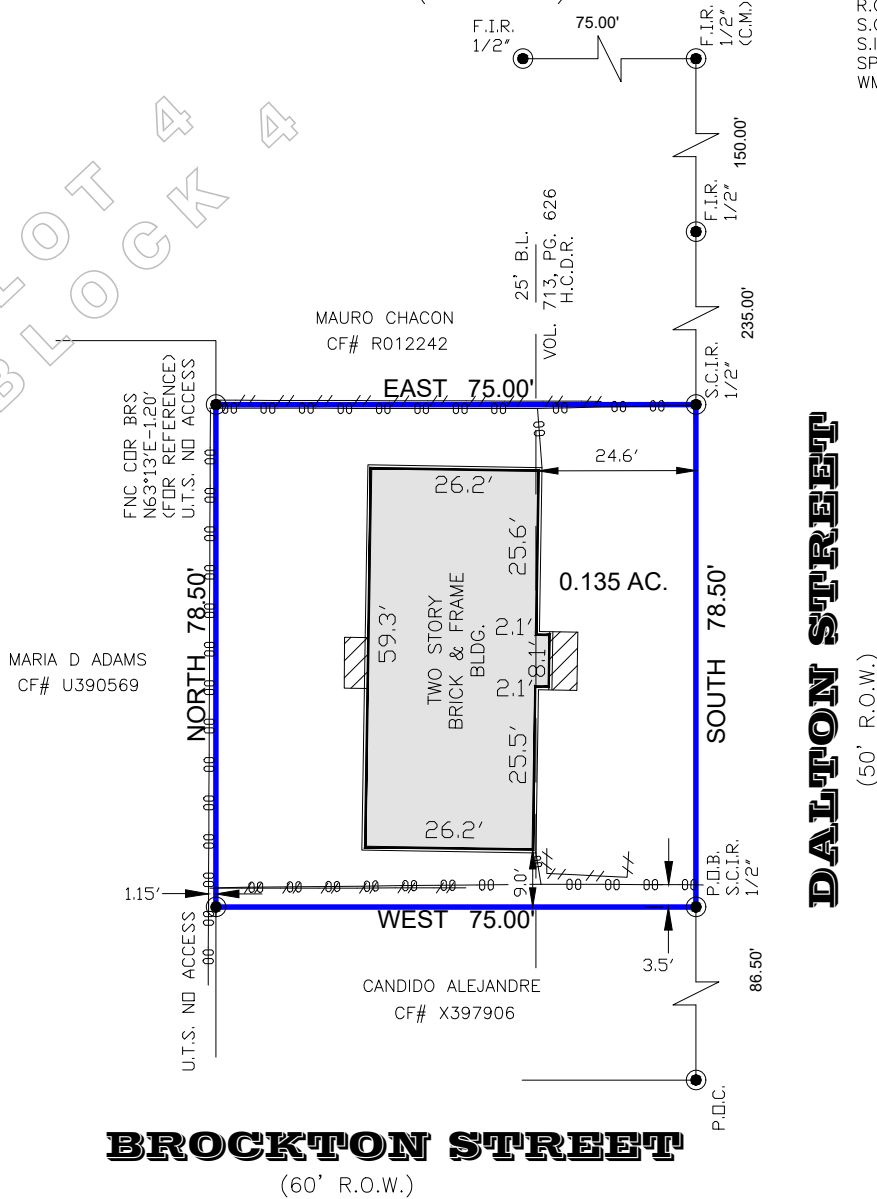 F.I.R.
1/2"
75.00'
F.I.R.
1/2"
(C.M.)
WM
150.00'
F.I.R.
1/2"
LOT 4
BLOCK 4
25' B.L.
VOL. 713, PG. 626
H.C.D.R.
235.00'
S.C.I.R.
1/2"
MAURO CHACON
CF# R012242
EAST 75.00'
FNC COR BRS
N63°13'E-1.20'
(FOR REFERENCE)
U.T.S. NO ACCESS
24.6'
26.2'
25.6'
0.135 AC.
NORTH 78.50'
59.3'
TWO STORY
BRICK & FRAME
BLDG.
2.1'
8.1'
2.1'
SOUTH 78.50'
DALTON STREET
(50' R.O.W.)
MARIA D ADAMS
CF# U390569
25.5'
26.2'
9.0'
P.O.B.
S.C.I.R.
1/2"
1.15'
WEST 75.00'
3.5'
U.T.S. NO ACCESS
CANDIDO ALEJANDRE
CF# X397906
86.50'
P.O.C.
BROCKTON STREET
(60' R.O.W.)